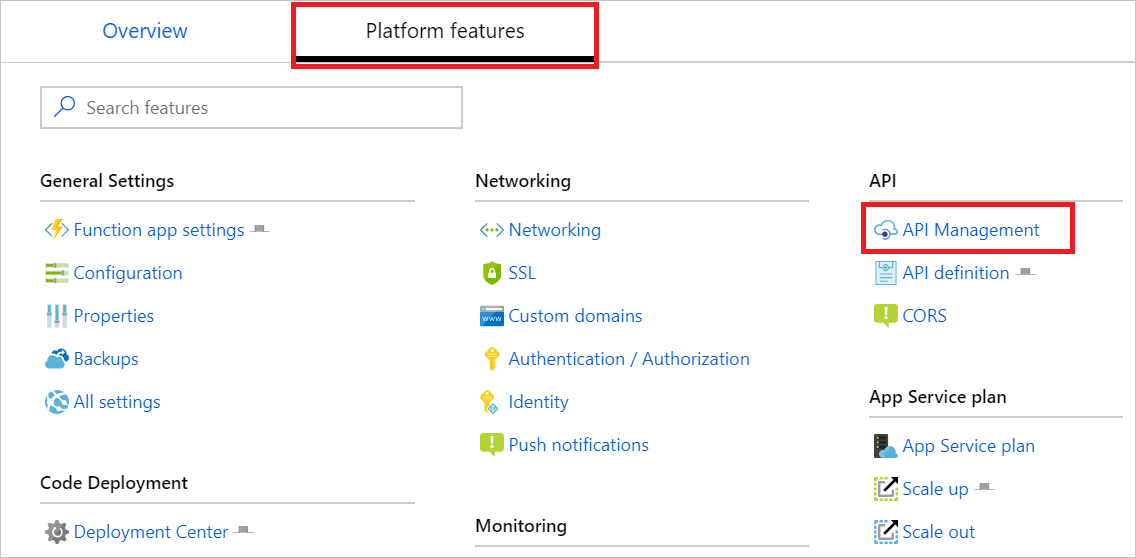 Overview
Platform features
Search features
General Settings
Function app settings
Configuration
Properties
Backups
All settings
Code Deployment
Deployment Center
Networking
Networking
SSL
www
Custom domains
Authentication / Authorization
Identity
Push notifications
Monitoring
API
API Management
API definition
CORS
App Service plan
App Service plan
Scale up
Scale out